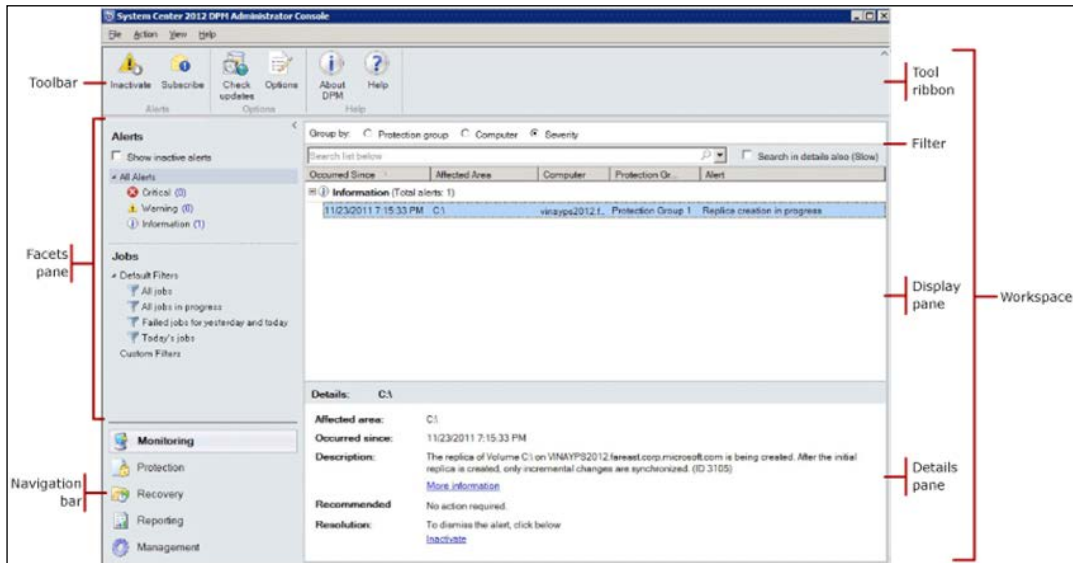 System Center 2012 DPM Administrator Console
File Action View Help
Toolbar
Inactivate Subscribe Check updates Options About DPM Help
Alerts Options Help
Tool ribbon
Alerts
Show inactive alerts
All Alerts
Critical (0)
Warning (0)
Information (1)
Jobs
Default Filters
All jobs
All jobs in progress
Failed jobs for yesterday and today
Today's jobs
Custom Filters
Facets pane
Monitoring
Protection
Recovery
Reporting
Management
Navigation bar
Group by: Protection group Computer Severity
Filter
Search list below
Search in details also (Slow)
Occurred Since Affected Area Computer Protection Gr... Alert
Information (Total alerts: 1)
11/23/2011 7:15:33 PM C:\ vinayps2012.f.. Protection Group 1 Replica creation in progress
Display pane
Workspace
Details: C:\
Affected area: C:\
Occurred since: 11/23/2011 7:15:33 PM
Description: The replica of Volume C:\ on VINAYPS2012.fareast.corp.microsoft.com is being created. After the initial
replica is created, only incremental changes are synchronized. (ID 3105)
More information
Recommended No action required.
Resolution: To dismiss the alert, click below
Inactivate
Details pane